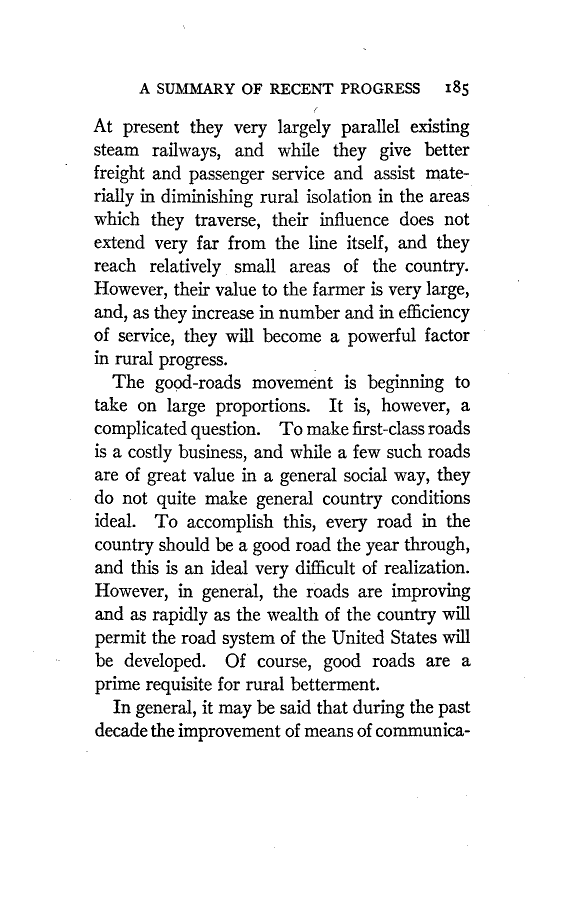 A SUMMARY OF RECENT PROGRESS 185
At present they very largely parallel existing
steam railways, and while they give better
freight and passenger service and assist mate-
rially in diminishing rural isolation in the areas
which they traverse, their influence does not
extend very far from the line itself, and they
reach relatively small areas of the country.
However, their value to the farmer is very large,
and, as they increase in number and in efficiency
of service, they will become a powerful factor
in rural progress.
The good-roads movement is beginning to
take on large proportions. It is, however, a
complicated question. To make first-class roads
is a costly business, and while a few such roads
are of great value in a general social way, they
do not quite make general country conditions
ideal. To accomplish this, every road in the
country should be a good road the year through,
and this is an ideal very difficult of realization.
However, in general, the roads are improving
and as rapidly as the wealth of the country will
permit the road system of the United States will
be developed. Of course, good roads are a
prime requisite for rural betterment.
In general, it may be said that during the past
decade the improvement of means of communica-